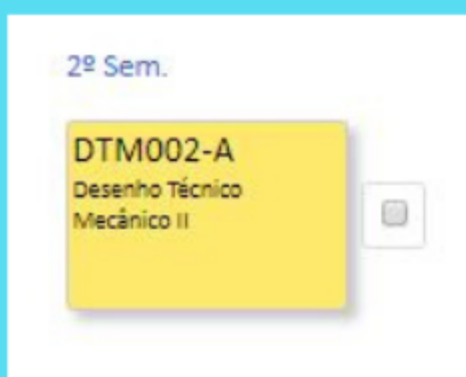 2º Sem.
DTM002-A
Desenho Técnico
Mecânico II